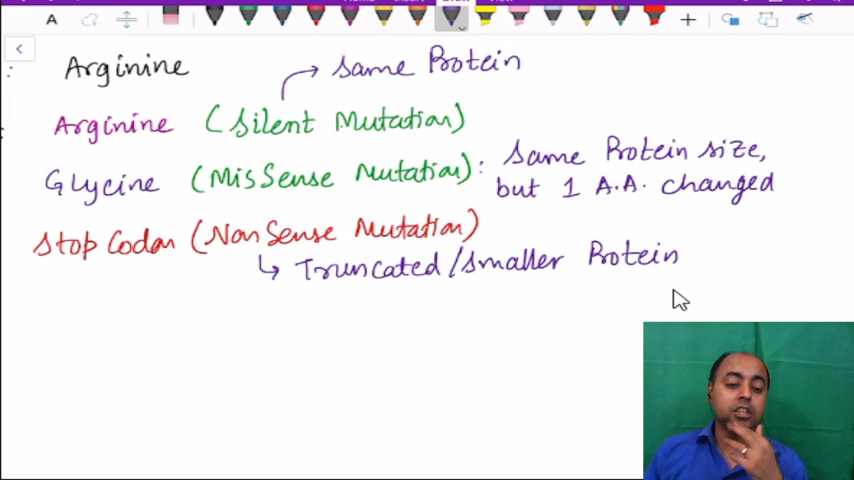 Arginine
Same Protein
Arginine (Silent Mutation)
Glycine (MisSense Mutation): Same Protein size,
but 1 A.A. changed
Stop Codon (NonSense Mutation)
Truncated/Smaller Protein